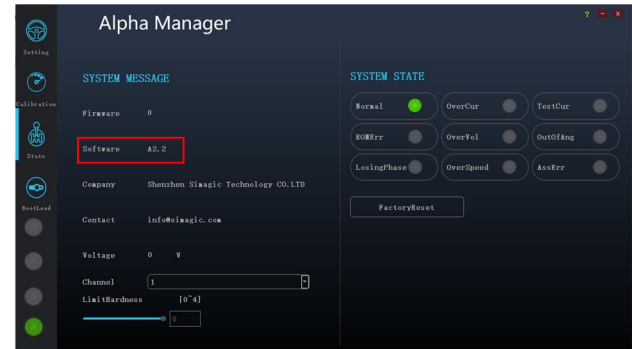 Alpha Manager
? - x
Setting
Calibration
State
BootLoad
SYSTEM MESSAGE
Firmware 0
Software A2.2
Company Shenzhen Simagic Technology CO.LTD
Contact info@simagic.com
Voltage 0 V
Channel 1
LimitHardness [0~4]
0
SYSTEM STATE
Normal OverCur TestCur
ROMErr OverVol OutOfAng
LosingPhase OverSpeed AssErr
FactoryReset